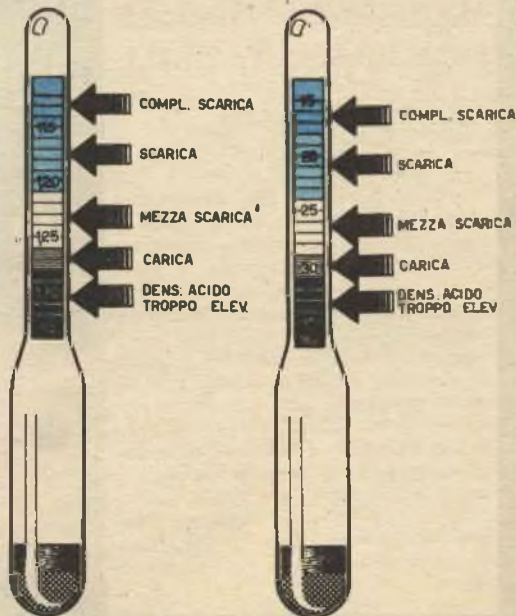 COMPL. SCARICA
SCARICA
MEZZA SCARICA
CARICA
DENS. ACIDO
TROPPO ELEV.
115
120
125
COMPL. SCARICA
SCARICA
MEZZA SCARICA
CARICA
DENS. ACIDO
TROPPO ELEV
15
20
25
30